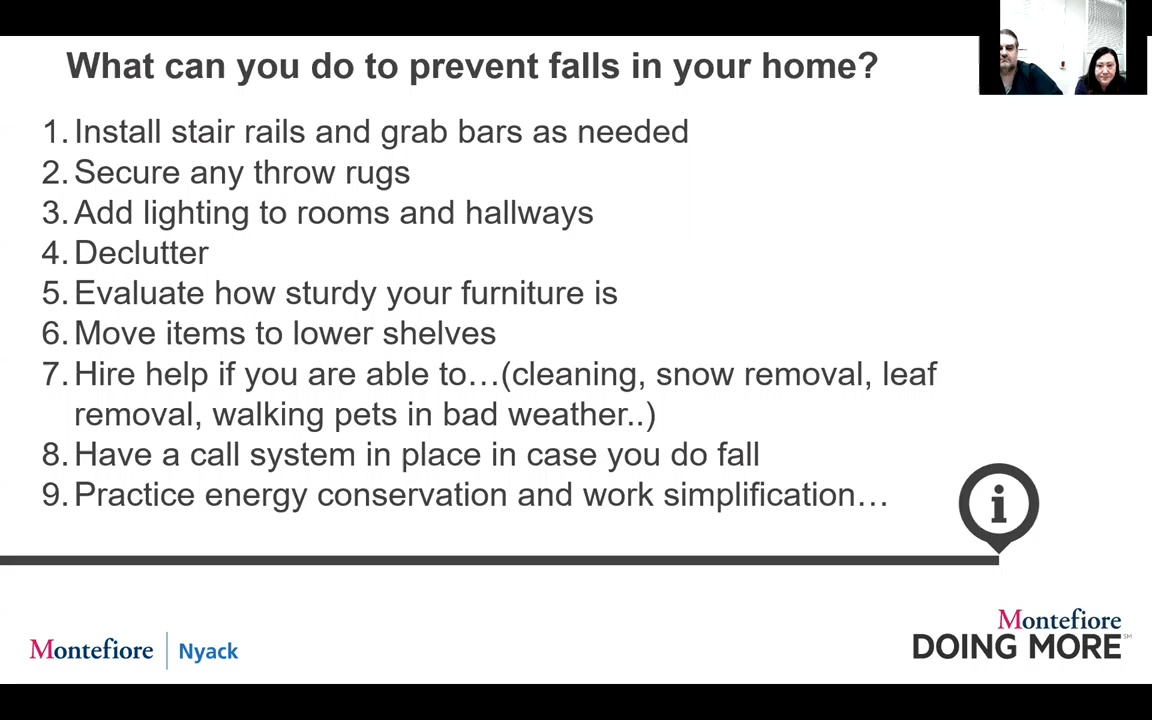 What can you do to prevent falls in your home?
1. Install stair rails and grab bars as needed
2. Secure any throw rugs
3. Add lighting to rooms and hallways
4. Declutter
5. Evaluate how sturdy your furniture is
6. Move items to lower shelves
7. Hire help if you are able to…(cleaning, snow removal, leaf
removal, walking pets in bad weather..)
8. Have a call system in place in case you do fall
9. Practice energy conservation and work simplification…
i
Montefiore | Nyack
Montefiore
DOING MORE℠